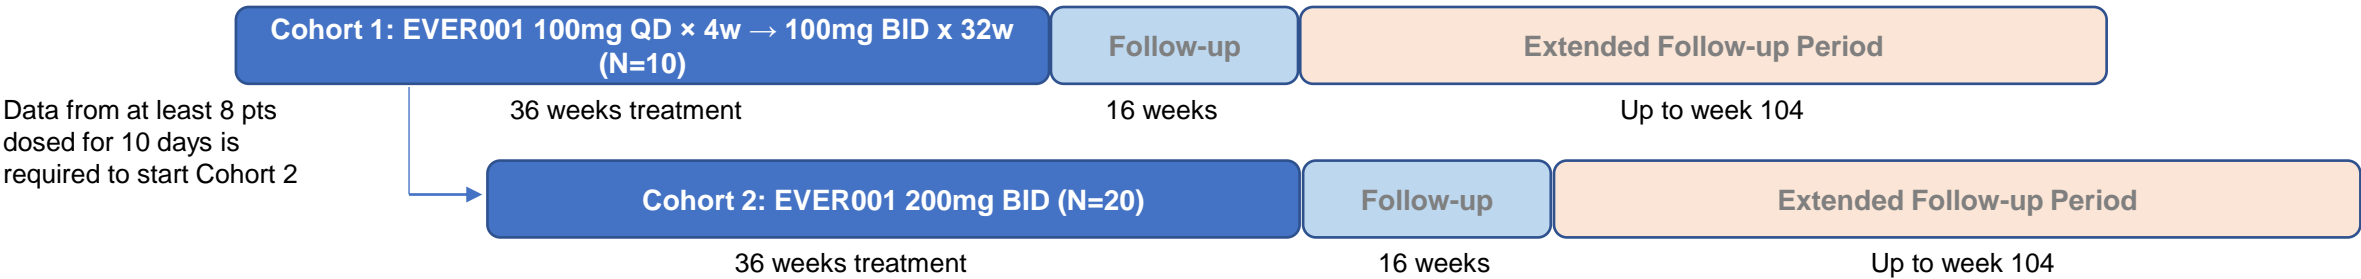 Cohort 1: EVER001 100mg QD × 4w → 100mg BID x 32w
(N=10)
Follow-up
Extended Follow-up Period
Data from at least 8 pts
dosed for 10 days is
required to start Cohort 2
36 weeks treatment
16 weeks
Up to week 104
Cohort 2: EVER001 200mg BID (N=20)
Follow-up
Extended Follow-up Period
36 weeks treatment
16 weeks
Up to week 104